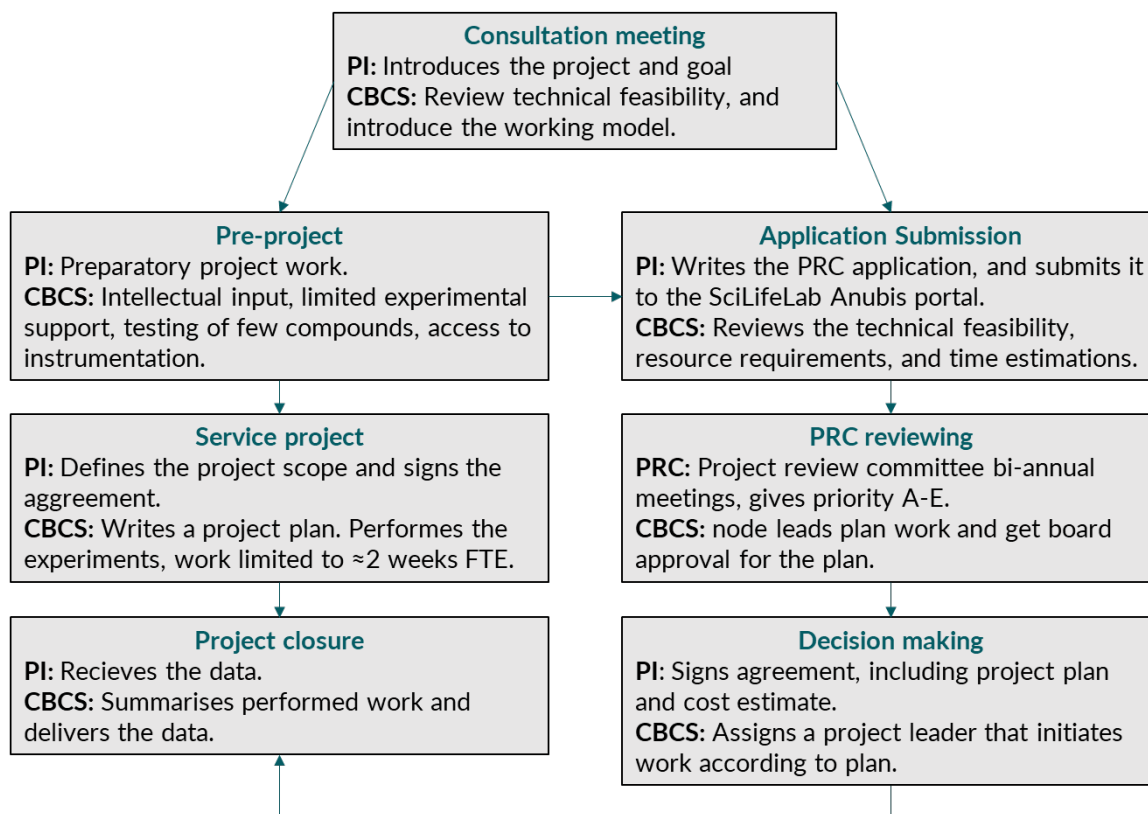 Consultation meeting
PI: Introduces the project and goal
CBCS: Review technical feasibility, and
introduce the working model.
Pre-project
PI: Preparatory project work.
CBCS: Intellectual input, limited experimental
support, testing of few compounds, access to
instrumentation.
Application Submission
PI: Writes the PRC application, and submits it
to the SciLifeLab Anubis portal.
CBCS: Reviews the technical feasibility,
resource requirements, and time estimations.
Service project
PI: Defines the project scope and signs the
aggreement.
CBCS: Writes a project plan. Performes the
experiments, work limited to ≈2 weeks FTE.
PRC reviewing
PRC: Project review committee bi-annual
meetings, gives priority A-E.
CBCS: node leads plan work and get board
approval for the plan.
Project closure
PI: Recieves the data.
CBCS: Summarises performed work and
delivers the data.
Decision making
PI: Signs agreement, including project plan
and cost estimate.
CBCS: Assigns a project leader that initiates
work according to plan.